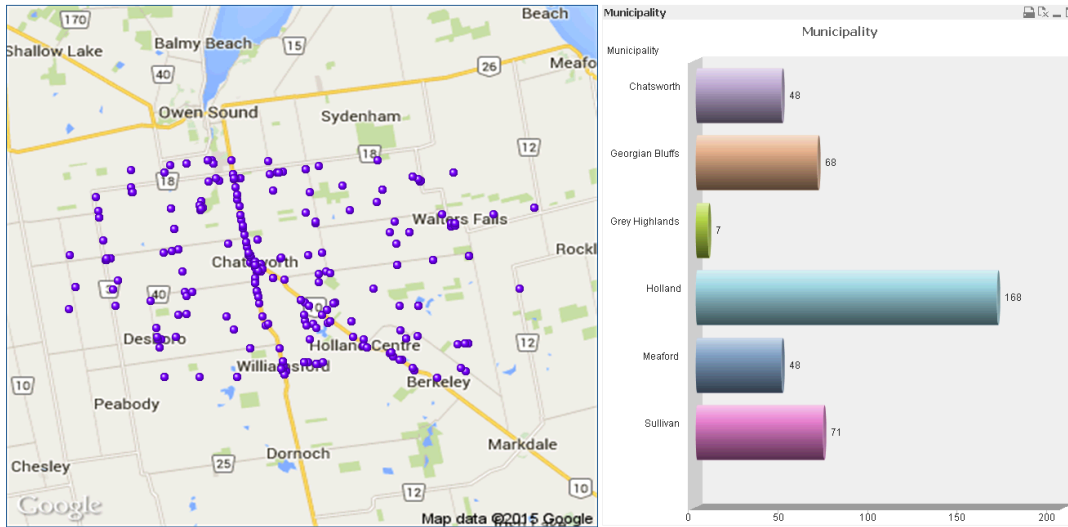 170
Beach
Shallow Lake
Balmy Beach
15
26
Meafo
40
Owen Sound
Sydenham
12
18
18
Walters Falls
Rockl
Chatsworth
40
Desboro
Holland Centre
12
Williamsford
10
Berkeley
Peabody
Markdale
Dornoch
Chesley
25
12
10
Google
Map data ©2015 Google
Municipality
Municipality
Municipality
Chatsworth
48
Georgian Bluffs
68
Grey Highlands
7
Holland
168
Meaford
48
Sullivan
71
0
50
100
150
200